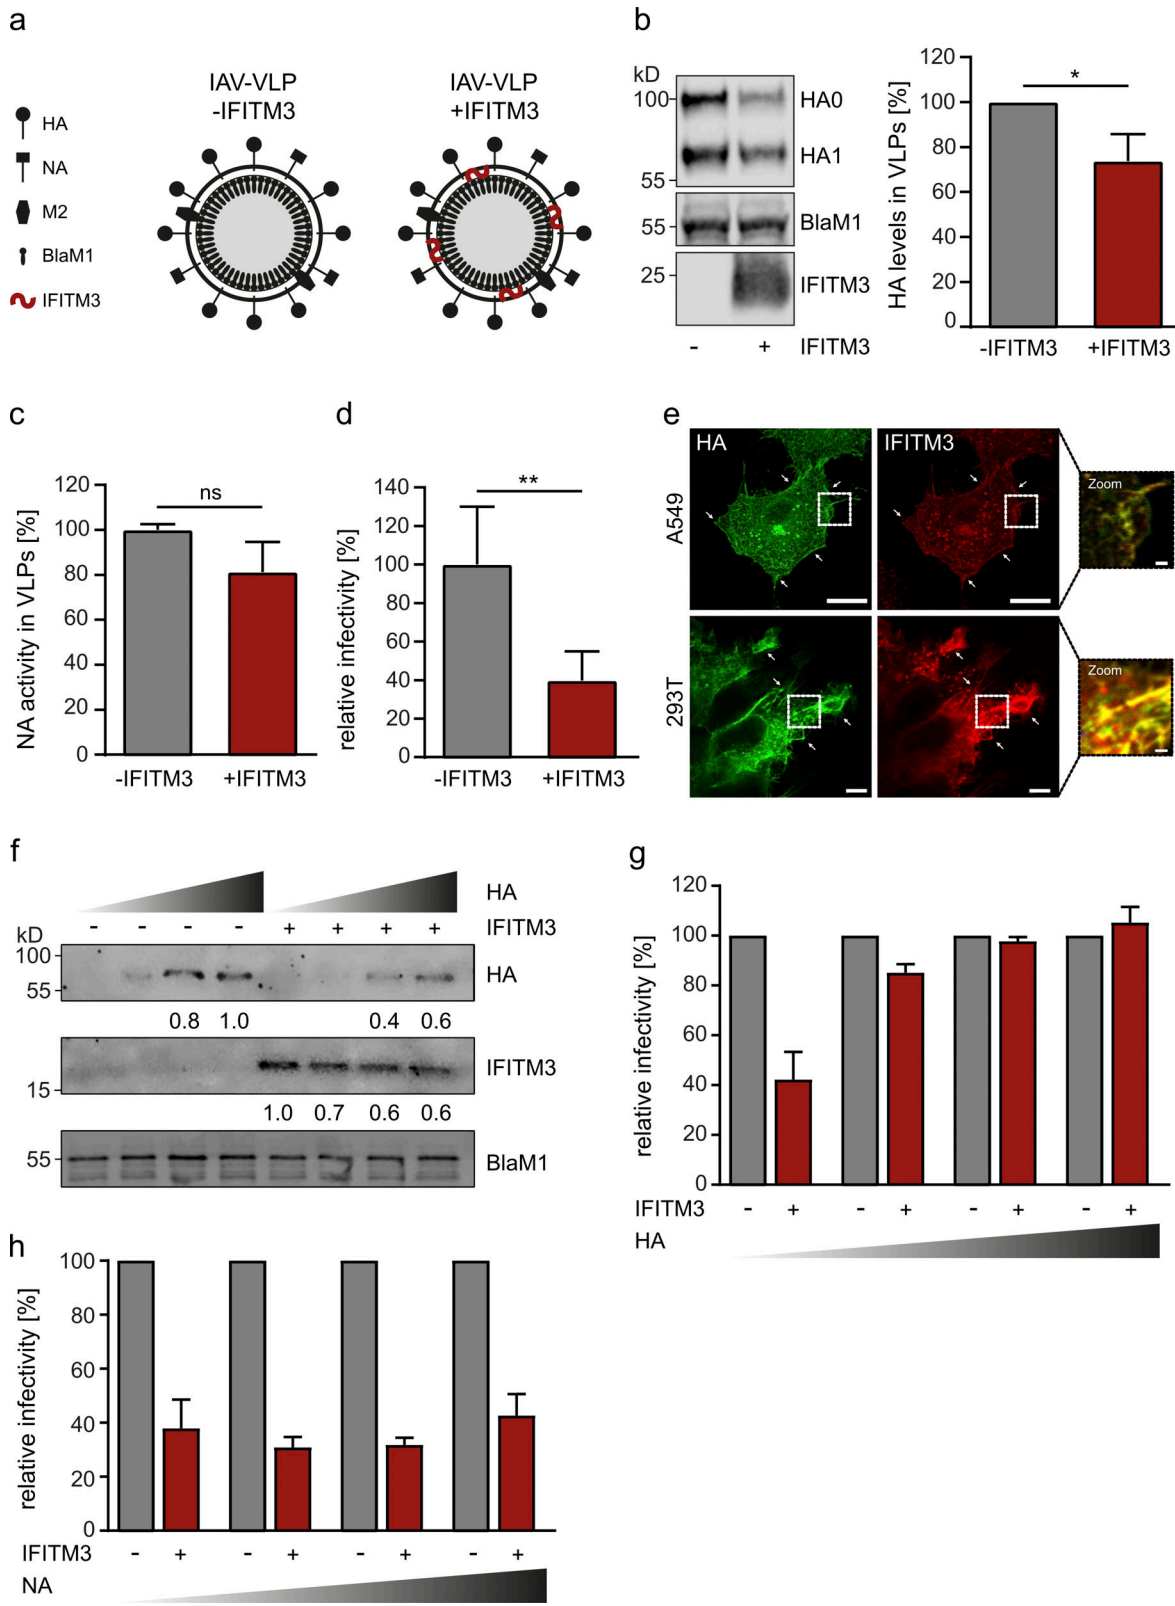 a
IAV-VLP
-IFITM3
IAV-VLP
+IFITM3
HA
NA
M2
BlaM1
IFITM3
b
kD
100
55
55
25
HA0
HA1
BlaM1
IFITM3
- + IFITM3
HA levels in VLPs [%]
120
100
80
60
40
20
0
*
-IFITM3 +IFITM3
c
NA activity in VLPs [%]
120
100
80
60
40
20
0
ns
-IFITM3 +IFITM3
d
relative infectivity [%]
140
120
100
80
60
40
20
0
**
-IFITM3 +IFITM3
e
HA
IFITM3
Zoom
A549
293T
Zoom
f
HA
- - - - + + + + IFITM3
kD
100
55
HA
0.8 1.0 0.4 0.6
15
IFITM3
1.0 0.7 0.6 0.6
55
BlaM1
g
relative infectivity [%]
120
100
80
60
40
20
0
IFITM3 - + - + - + - +
HA
h
relative infectivity [%]
100
80
60
40
20
0
IFITM3 - + - + - + - +
NA